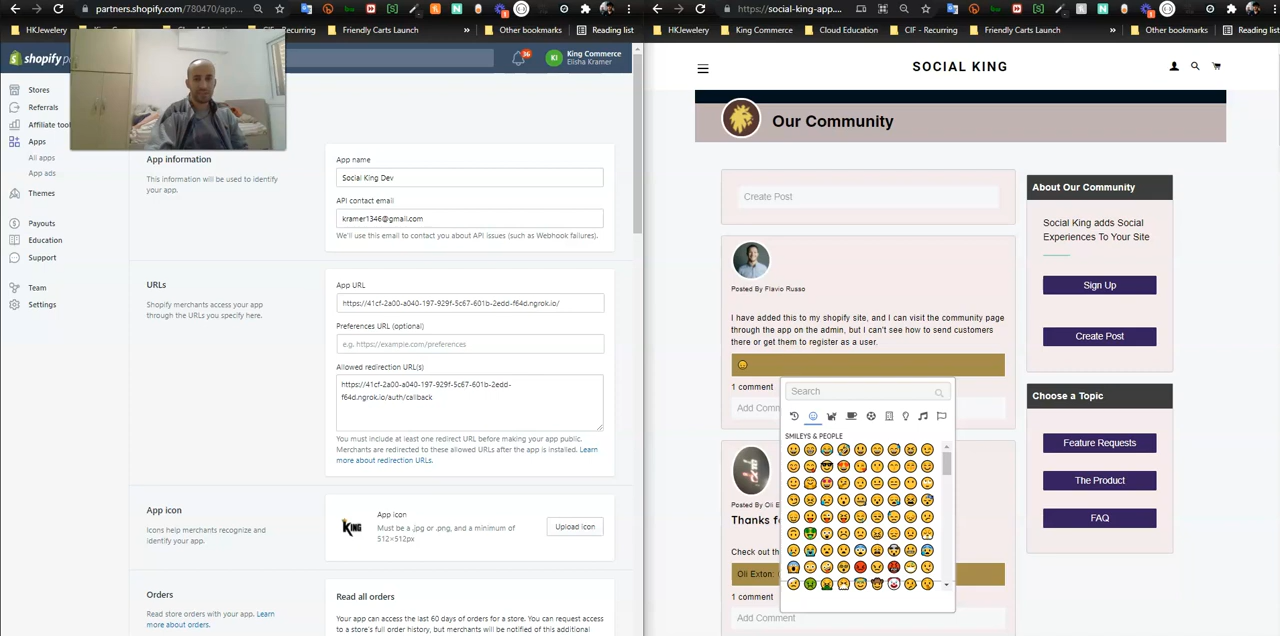 partners.shopify.com/780470/app...
https://social-king-app....
HKJewelery
Cloud Education
CIF - Recurring
Friendly Carts Launch
»
Other bookmarks
Reading list
HKJewelery
King Commerce
Cloud Education
CIF - Recurring
Friendly Carts Launch
»
Other bookmarks
Reading list
shopify
36
KI
King Commerce
Elisha Kramer
Stores
Referrals
Affiliate tool
Apps
All apps
App ads
Themes
Payouts
Education
Support
Team
Settings
App information
This information will be used to identify
your app.
App name
Social King Dev
API contact email
kramer1346@gmail.com
We'll use this email to contact you about API issues (such as Webhook failures).
URLs
Shopify merchants access your app
through the URLs you specify here.
App URL
https://41cf-2a00-a040-197-929f-5c67-601b-2edd-f64d.ngrok.io/
Preferences URL (optional)
e.g. https://example.com/preferences
Allowed redirection URL(s)
https://41cf-2a00-a040-197-929f-5c67-601b-2edd-
f64d.ngrok.io/auth/callback
You must include at least one redirect URL before making your app public.
Merchants are redirected to these allowed URLs after the app is installed. Learn
more about redirection URLs.
App icon
Icons help merchants recognize and
identify your app.
KING
App icon
Must be a .jpg or .png, and a minimum of
512×512px
Upload icon
Orders
Read store orders with your app. Learn
more about orders.
Read all orders
Your app can access the last 60 days of orders for a store. You can request access
to a store's full order history, but merchants will be notified of this additional
SOCIAL KING
Our Community
Create Post
Posted By Flavio Russo
I have added this to my shopify site, and I can visit the community page
through the app on the admin, but I can't see how to send customers
there or get them to register as a user.
1 comment
Add Comm
Search
SMILEYS & PEOPLE
Posted By Oli E
Thanks f
Check out th
Oli Exton:
1 comment
Add Comment
About Our Community
Social King adds Social
Experiences To Your Site
Sign Up
Create Post
Choose a Topic
Feature Requests
The Product
FAQ